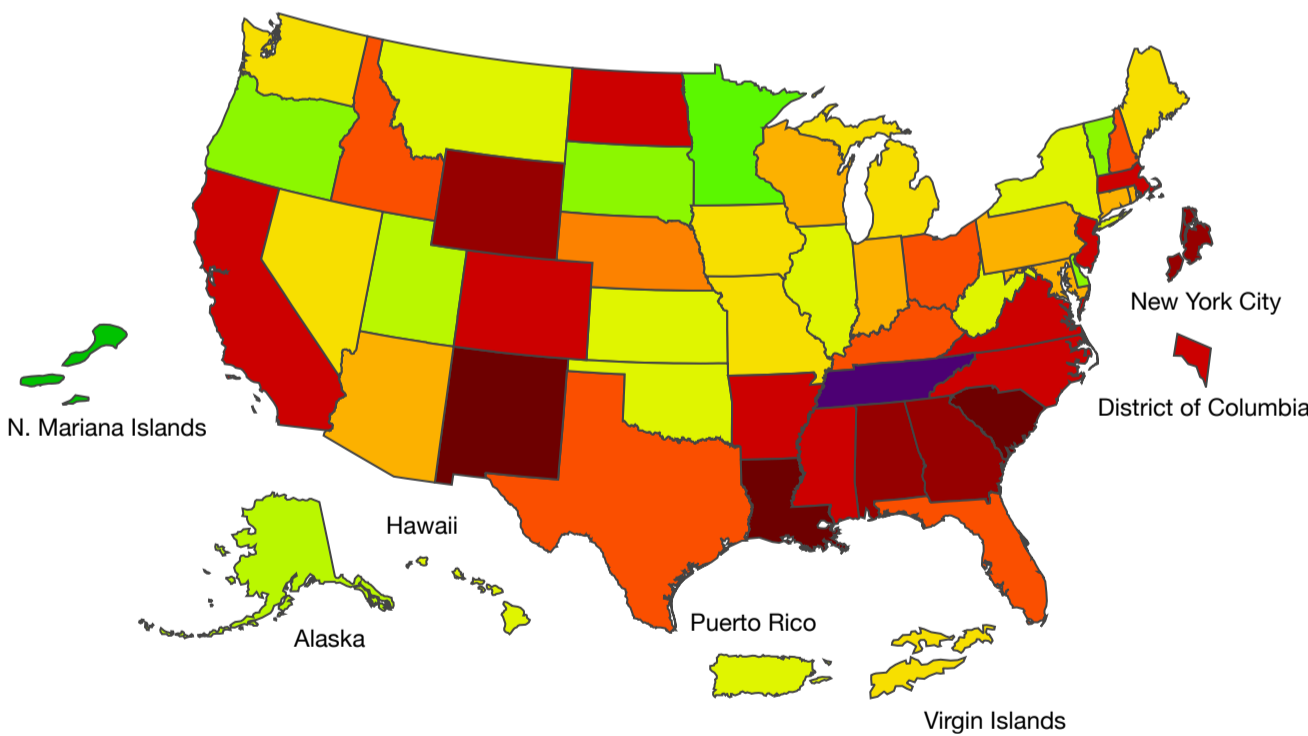 New York City
District of Columbia
N. Mariana Islands
Hawaii
Alaska
Puerto Rico
Virgin Islands